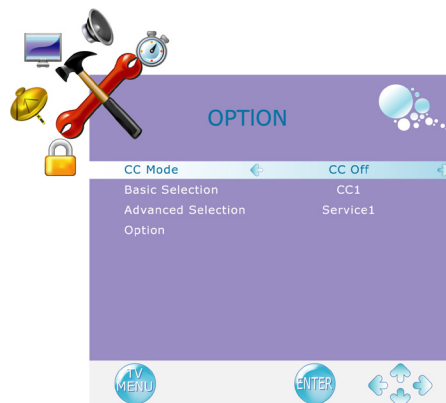 OPTION
CC Mode CC Off
Basic Selection CC1
Advanced Selection Service1
Option
TV
MENU
ENTER